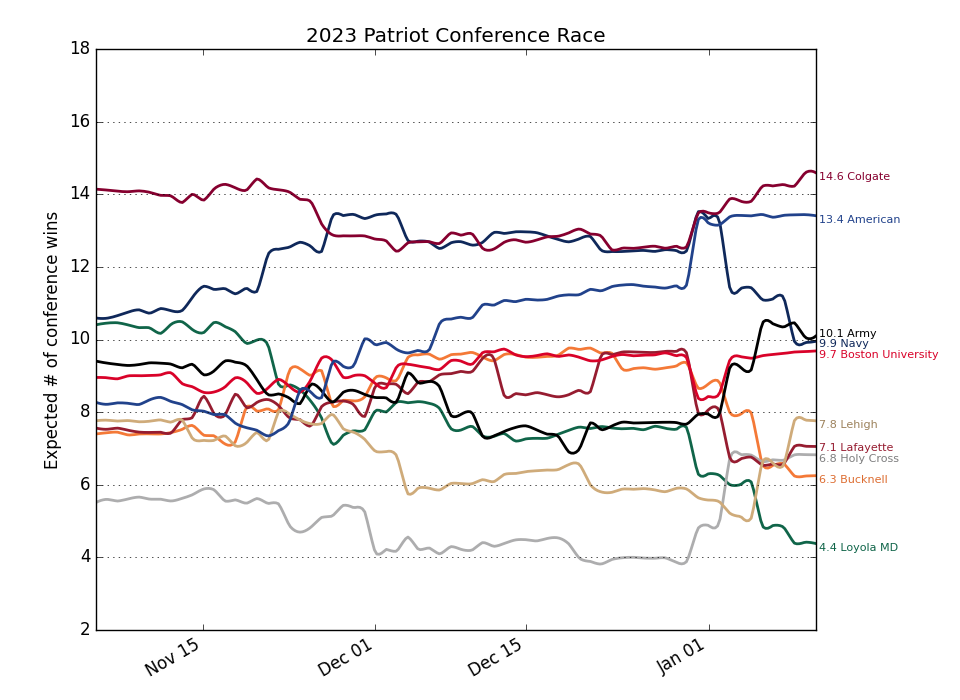 2023 Patriot Conference Race
Expected # of conference wins
18
16
14
12
10
8
6
4
2
Nov 15
Dec 01
Dec 15
Jan 01
14.6 Colgate
13.4 American
10.1 Army
9.9 Navy
9.7 Boston University
7.8 Lehigh
7.1 Lafayette
6.8 Holy Cross
6.3 Bucknell
4.4 Loyola MD